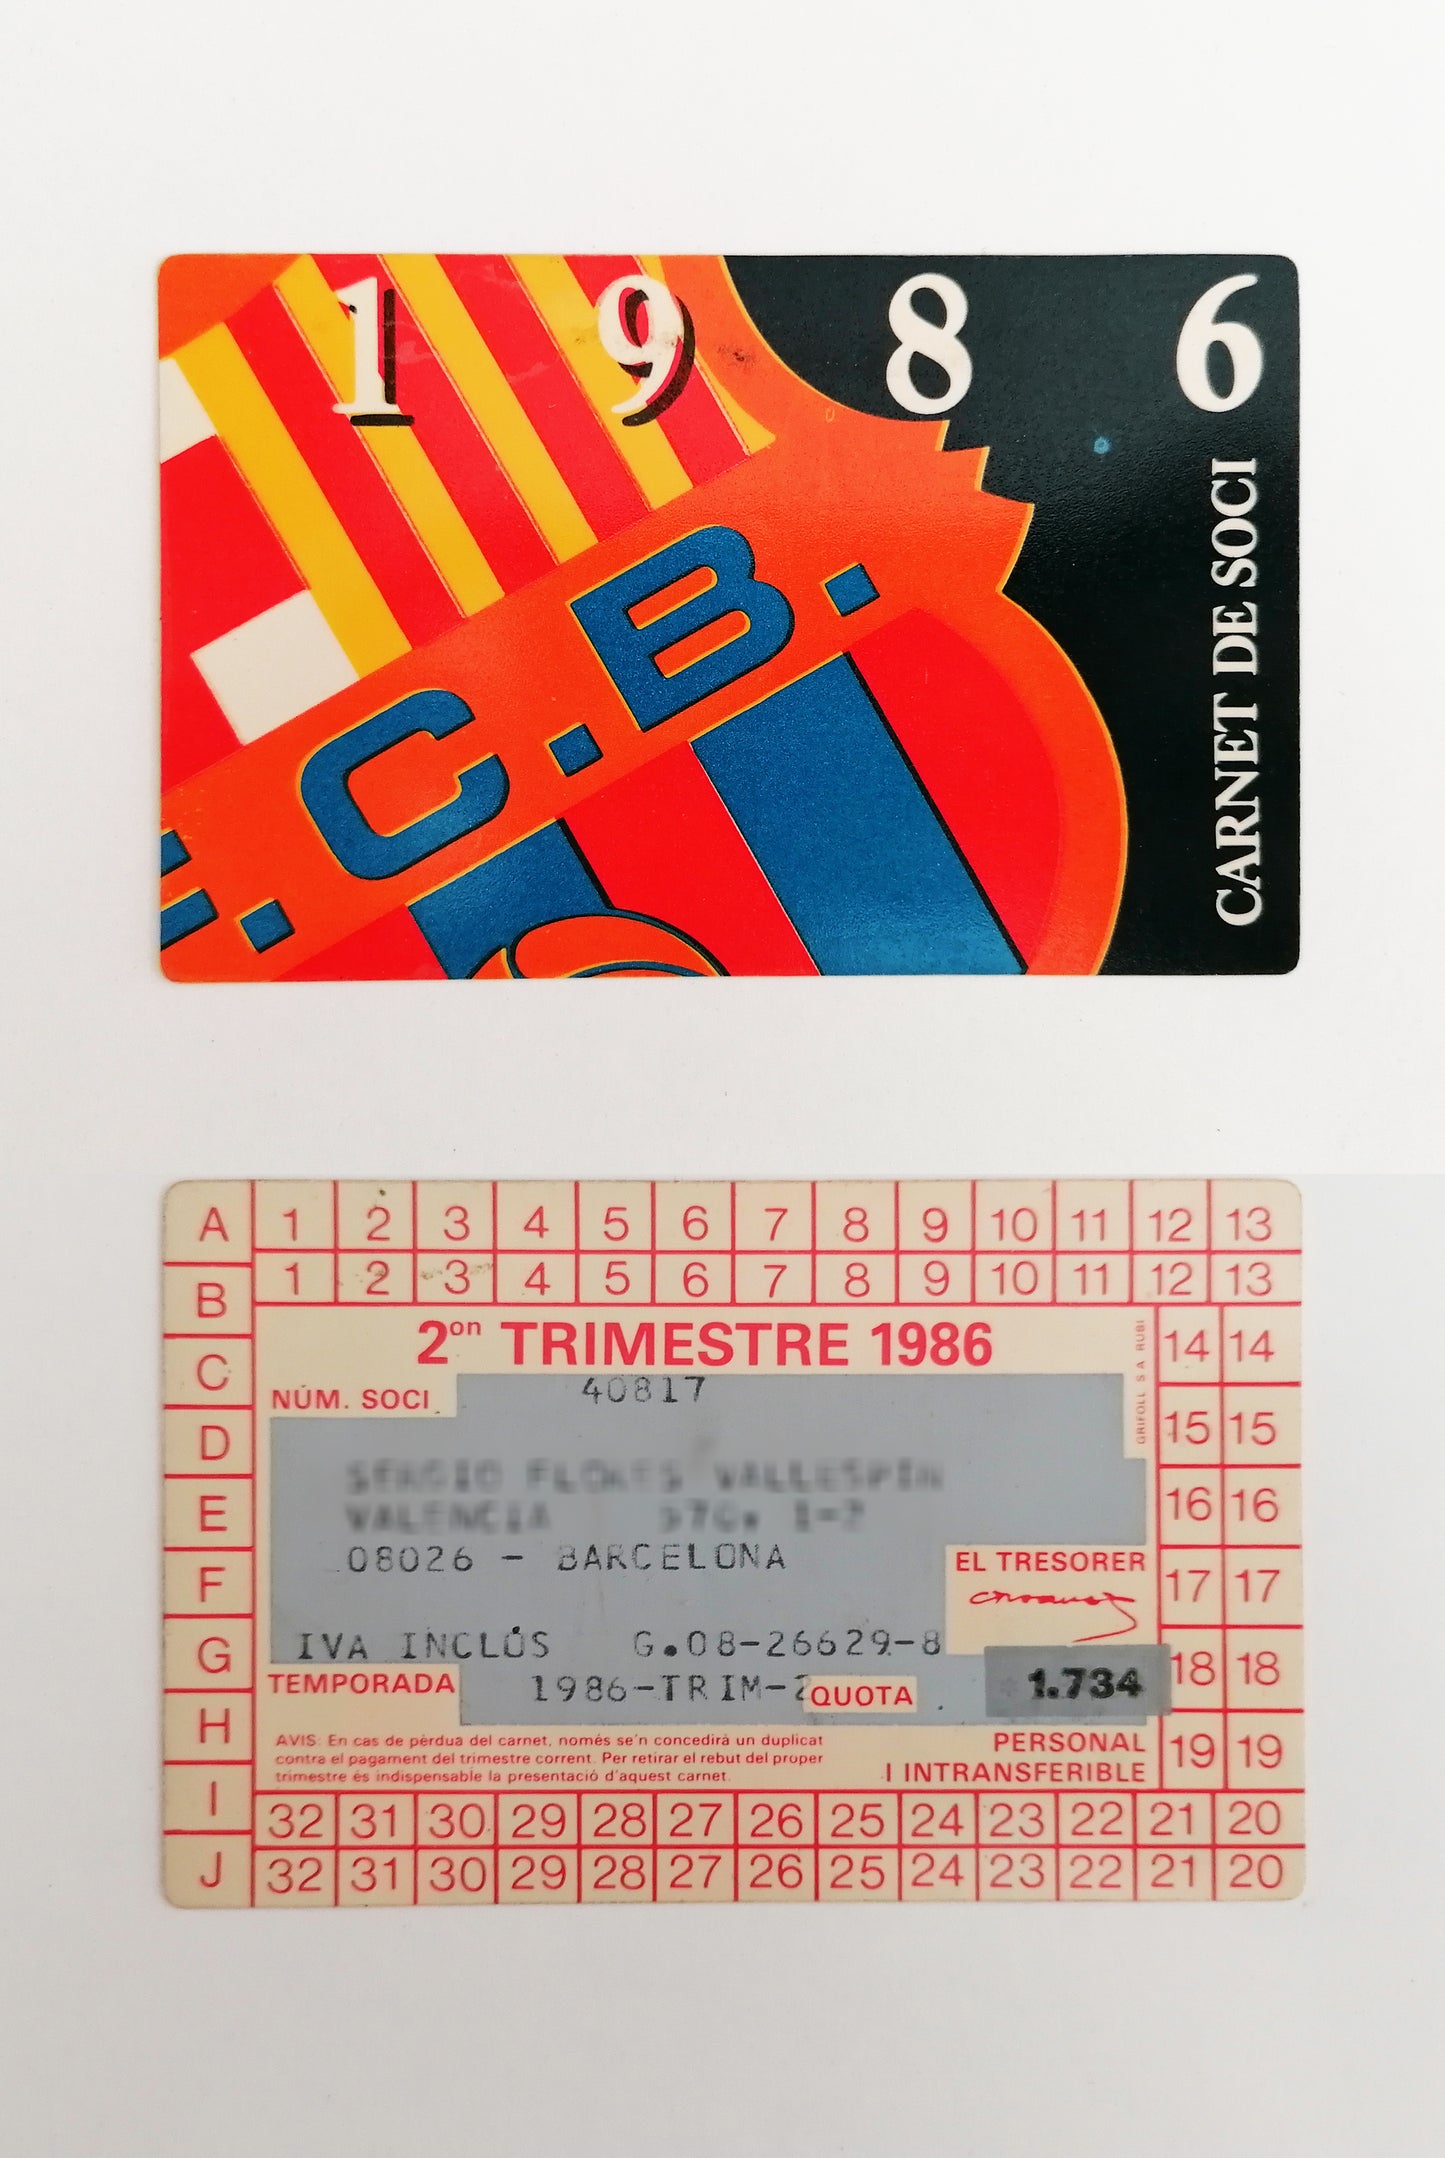 1 9 8 6
CARNET DE SOCI
F.C.B.
A 1 2 3 4 5 6 7 8 9 10 11 12 13
B 1 2 3 4 5 6 7 8 9 10 11 12 13
C
D
E
F
G
H
I
J
2on TRIMESTRE 1986
NÚM. SOCI 40817
08026 - BARCELONA
EL TRESORER
IVA INCLÓS G.08-26629-8
TEMPORADA 1986-TRIM-2 QUOTA 1.734
AVIS: En cas de pèrdua del carnet, només se'n concedirà un duplicat
contra el pagament del trimestre corrent. Per retirar el rebut del proper
trimestre és indispensable la presentació d'aquest carnet.
PERSONAL
I INTRANSFERIBLE
GRIFOLL S A RUBI
14 14
15 15
16 16
17 17
18 18
19 19
32 31 30 29 28 27 26 25 24 23 22 21 20
32 31 30 29 28 27 26 25 24 23 22 21 20